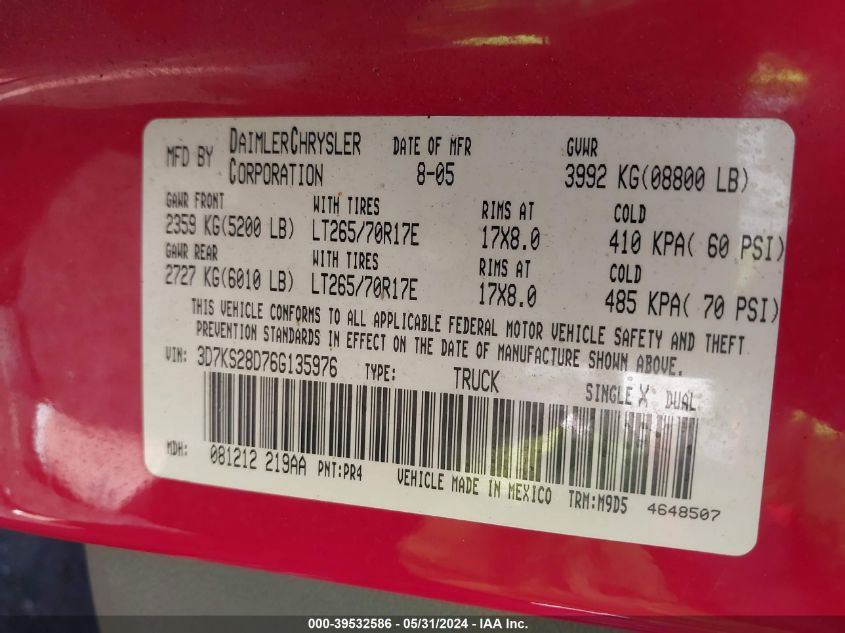 MFD BY DAIMLERCHRYSLER CORPORATION DATE OF MFR 8-05 GVWR 3992 KG(08800 LB)
GAWR FRONT WITH TIRES RIMS AT COLD
2359 KG(5200 LB) LT265/70R17E 17X8.0 410 KPA( 60 PSI)
GAWR REAR WITH TIRES RIMS AT COLD
2727 KG(6010 LB) LT265/70R17E 17X8.0 485 KPA( 70 PSI)
THIS VEHICLE CONFORMS TO ALL APPLICABLE FEDERAL MOTOR VEHICLE SAFETY AND THEFT
PREVENTION STANDARDS IN EFFECT ON THE DATE OF MANUFACTURE SHOWN ABOVE.
VIN: 3D7KS28D76G135976 TYPE: TRUCK SINGLE X DUAL
MDH: 081212 219AA PNT:PR4 VEHICLE MADE IN MEXICO TRM:M9D5 4648507
000-39532586 - 05/31/2024 - IAA Inc.